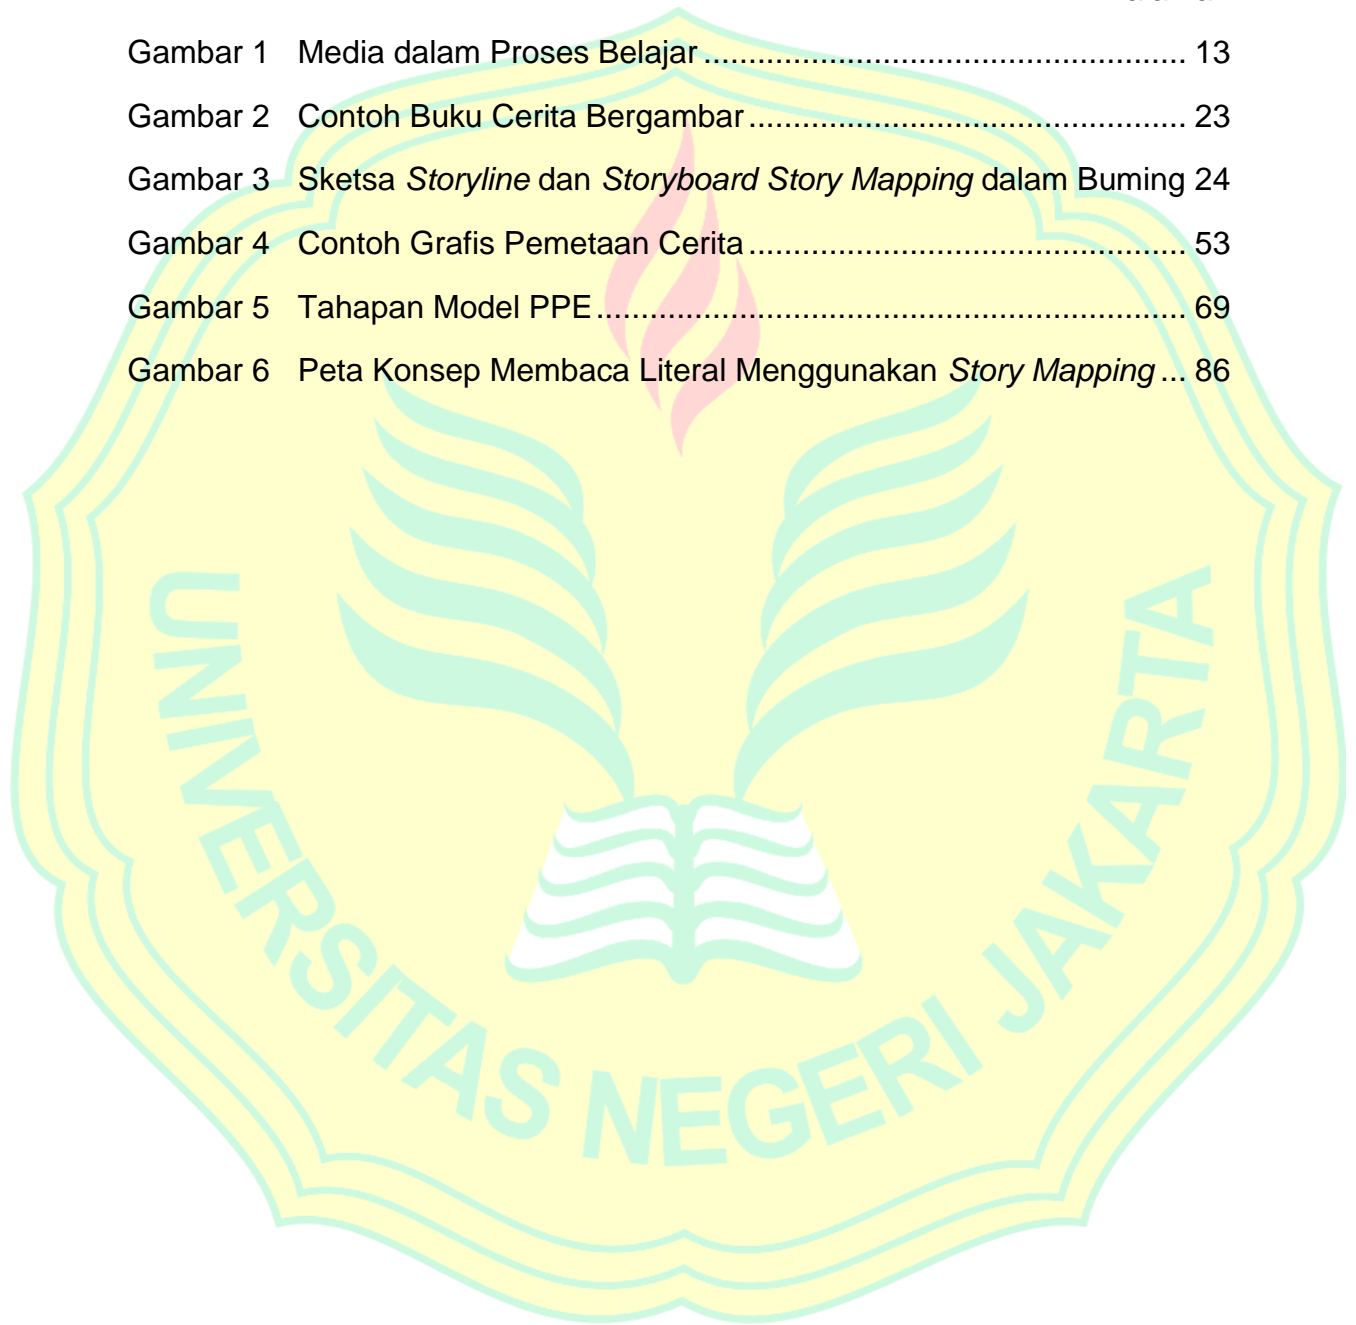 Gambar 1 Media dalam Proses Belajar ...................................................... 13
Gambar 2 Contoh Buku Cerita Bergambar ................................................. 23
Gambar 3 Sketsa Storyline dan Storyboard Story Mapping dalam Buming 24
Gambar 4 Contoh Grafis Pemetaan Cerita ................................................. 53
Gambar 5 Tahapan Model PPE .................................................................. 69
Gambar 6 Peta Konsep Membaca Literal Menggunakan Story Mapping ... 86
UNIVERSITAS NEGERI JAKARTA